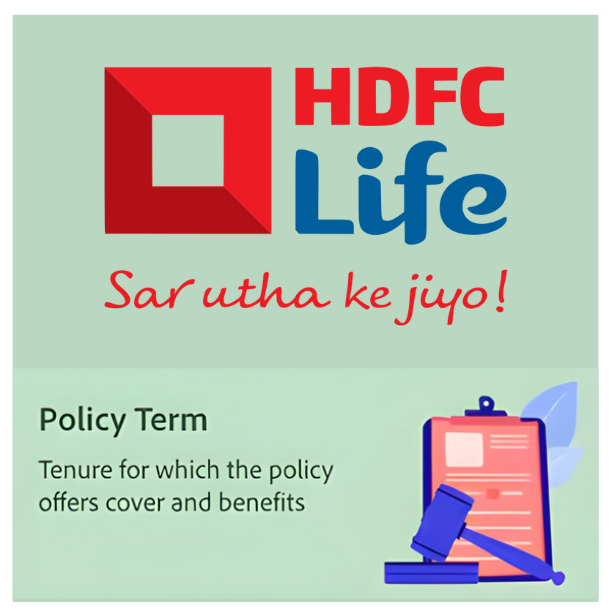 HDFC
Life
Sar utha ke jiyo!
Policy Term
Tenure for which the policy
offers cover and benefits